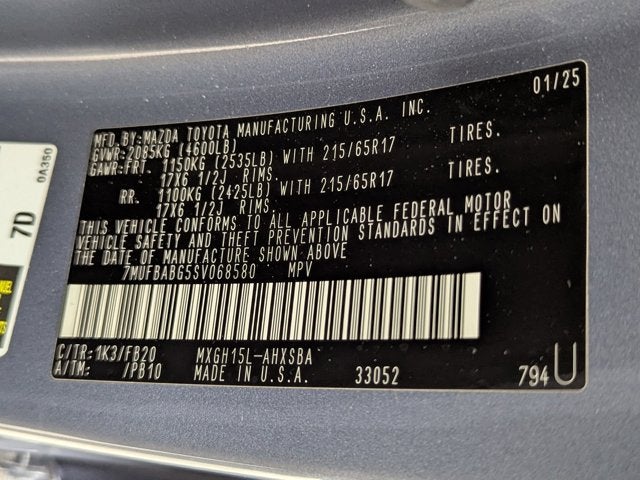 01/25
MFD.BY:MAZDA TOYOTA MANUFACTURING U.S.A. INC.
GVWR:2085KG (4600LB)
GAWR:FRT. 1150KG (2535LB) WITH 215/65R17 TIRES.
17X6 1/2J RIMS.
RR. 1100KG (2425LB) WITH 215/65R17 TIRES.
17X6 1/2J RIMS.
THIS VEHICLE CONFORMS TO ALL APPLICABLE FEDERAL MOTOR
VEHICLE SAFETY AND THEFT PREVENTION STANDARDS IN EFFECT ON
THE DATE OF MANUFACTURE SHOWN ABOVE
7MUFBABG5SV068580 MPV
C/TR:1K3/FB20 MXGH15L-AHXSBA
A/TM: /PB10 MADE IN U.S.A. 33052 794U
7D
0A350